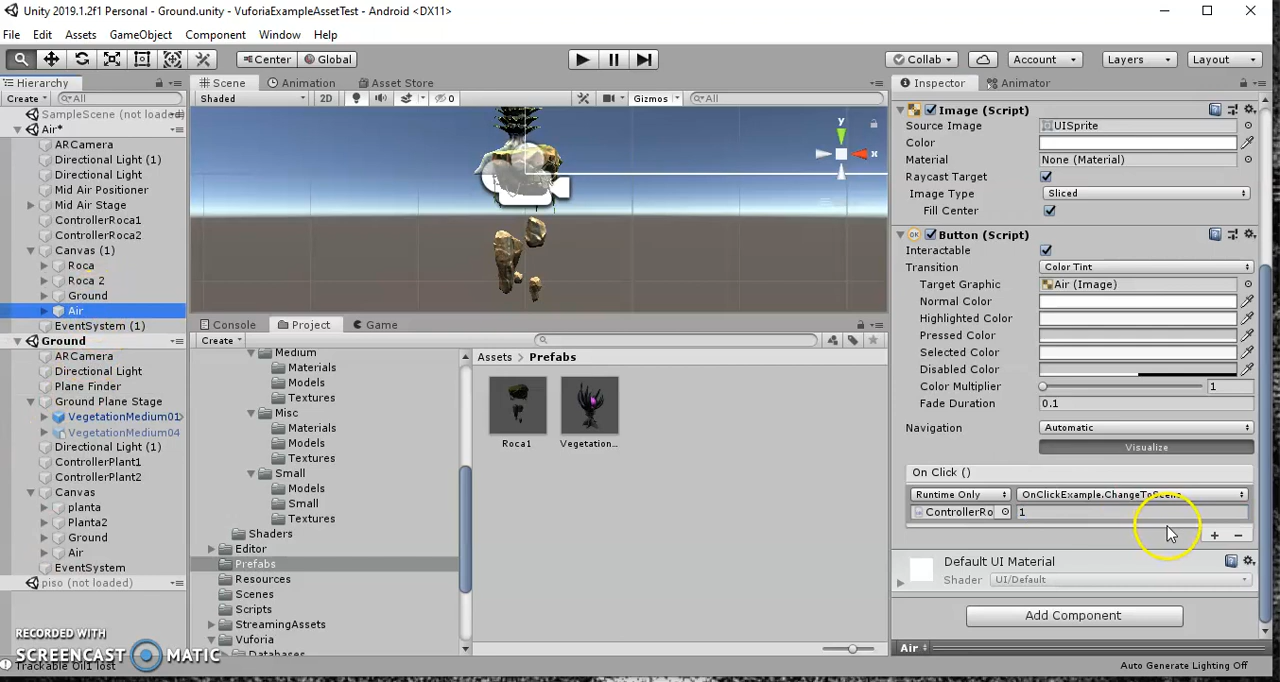 Unity 2019.1.2f1 Personal - Ground.unity - VuforiaExampleAssetTest - Android <DX11>
File Edit Assets GameObject Component Window Help
Center Global Collab Account Layers Layout
Hierarchy
Create All
SampleScene (not loaded)
Air*
ARCamera
Directional Light (1)
Directional Light
Mid Air Positioner
Mid Air Stage
ControllerRoca1
ControllerRoca2
Canvas (1)
Roca
Roca 2
Ground
Air
EventSystem (1)
Ground
ARCamera
Directional Light
Plane Finder
Ground Plane Stage
VegetationMedium01
VegetationMedium04
Directional Light (1)
ControllerPlant1
ControllerPlant2
Canvas
planta
Planta2
Ground
Air
EventSystem
piso (not loaded)
RECORDED WITH
SCREENCAST MATIC
Trackable Oil1 lost
Scene Animation Asset Store
Shaded 2D 0 Gizmos All
y
x
Console Project Game
Create
Medium
Materials
Models
Textures
Misc
Materials
Models
Textures
Small
Models
Small
Textures
Shaders
Editor
Prefabs
Resources
Scenes
Scripts
StreamingAssets
Vuforia
Databases
Assets > Prefabs
Roca1 Vegetation...
Inspector Animator
Image (Script)
Source Image UISprite
Color
Material None (Material)
Raycast Target
Image Type Sliced
Fill Center
OK Button (Script)
Interactable
Transition Color Tint
Target Graphic Air (Image)
Normal Color
Highlighted Color
Pressed Color
Selected Color
Disabled Color
Color Multiplier 1
Fade Duration 0.1
Navigation Automatic
Visualize
On Click ()
Runtime Only OnClickExample.ChangeToScene
ControllerRo 1
+ -
Default UI Material
Shader UI/Default
Add Component
Air
Auto Generate Lighting Off